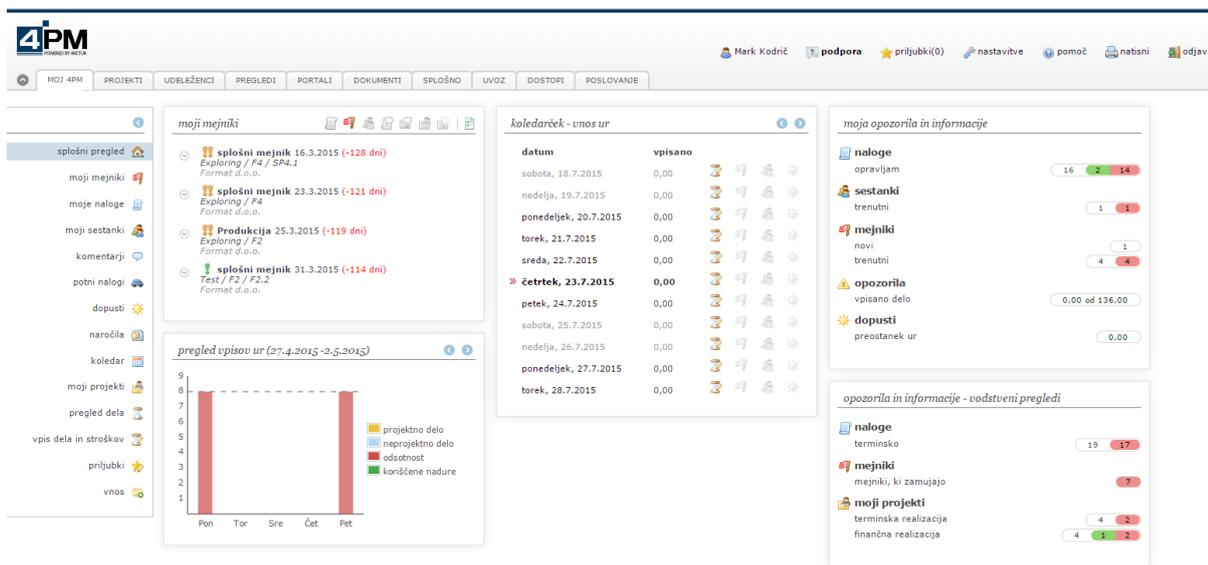 4PM
POWERED BY ARCTUR
Mark Kodrič
podpora
priljubki(0)
nastavitve
pomoč
natisni
odjava
MOJ 4PM
PROJEKTI
UDELEŽENCI
PREGLEDI
PORTALI
DOKUMENTI
SPLOŠNO
UVOZ
DOSTOPI
POSLOVANJE
splošni pregled
moji mejniki
moje naloge
moji sestanki
komentarji
potni nalogi
dopusti
naročila
koledar
moji projekti
pregled dela
vpis dela in stroškov
priljubki
vnos
moji mejniki
splošni mejnik 16.3.2015 (-128 dni)
Exploring / F4 / SP4.1
Format d.o.o.
splošni mejnik 23.3.2015 (-121 dni)
Exploring / F4
Format d.o.o.
Produkcija 25.3.2015 (-119 dni)
Exploring / F2
Format d.o.o.
splošni mejnik 31.3.2015 (-114 dni)
Test / F2 / F2.2
Format d.o.o.
pregled vpisov ur (27.4.2015 -2.5.2015)
9
8
7
6
5
4
3
2
1
Pon Tor Sre Čet Pet
projektno delo
neprojektno delo
odsotnost
koriščene nadure
koledarček - vnos ur
datum vpisano
sobota, 18.7.2015 0,00
nedelja, 19.7.2015 0,00
ponedeljek, 20.7.2015 0,00
torek, 21.7.2015 0,00
sreda, 22.7.2015 0,00
» četrtek, 23.7.2015 0,00
petek, 24.7.2015 0,00
sobota, 25.7.2015 0,00
nedelja, 26.7.2015 0,00
ponedeljek, 27.7.2015 0,00
torek, 28.7.2015 0,00
moja opozorila in informacije
naloge
opravljam 16 2 14
sestanki
trenutni 1 1
mejniki
novi 1
trenutni 4 4
opozorila
vpisano delo 0,00 od 136,00
dopusti
preostanek ur 0,00
opozorila in informacije - vodstveni pregledi
naloge
terminsko 19 17
mejniki
mejniki, ki zamujajo 7
moji projekti
terminska realizacija 4 2
finančna realizacija 4 1 2